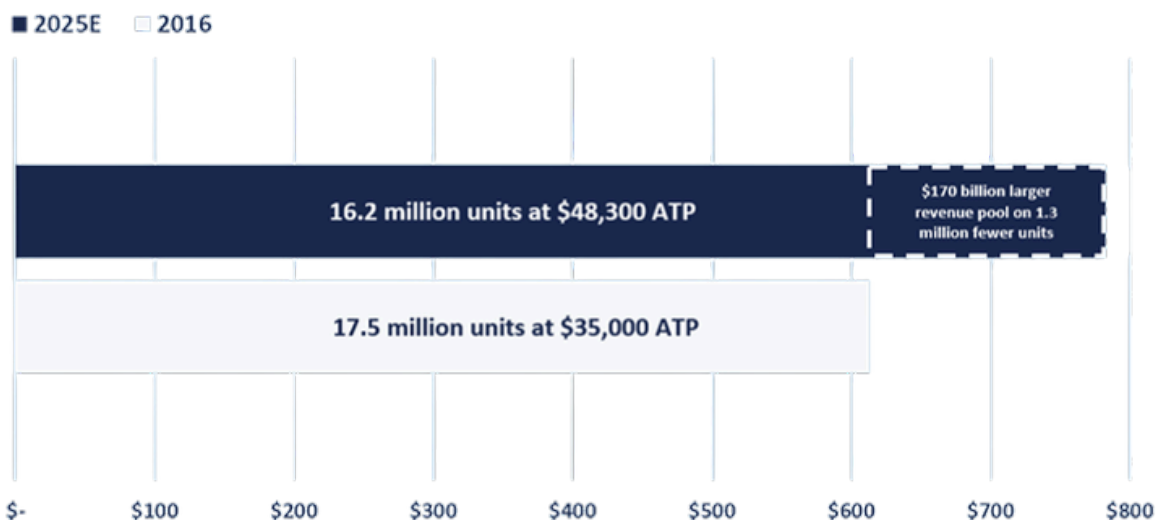 2025E 2016
16.2 million units at $48,300 ATP
$170 billion larger
revenue pool on 1.3
million fewer units
17.5 million units at $35,000 ATP
$- $100 $200 $300 $400 $500 $600 $700 $800